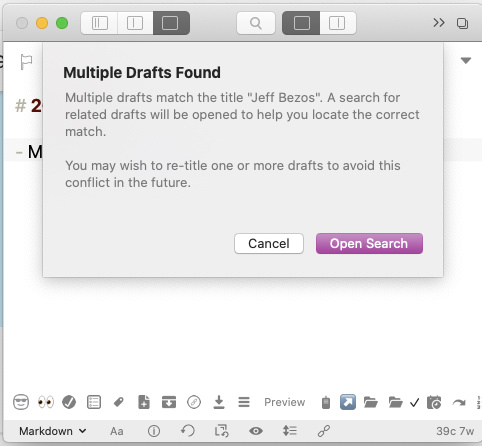 Multiple Drafts Found
Multiple drafts match the title "Jeff Bezos". A search for
related drafts will be opened to help you locate the correct
match.
You may wish to re-title one or more drafts to avoid this
conflict in the future.
Cancel
Open Search
# 2
- M
Preview
Markdown
Aa
39c 7w